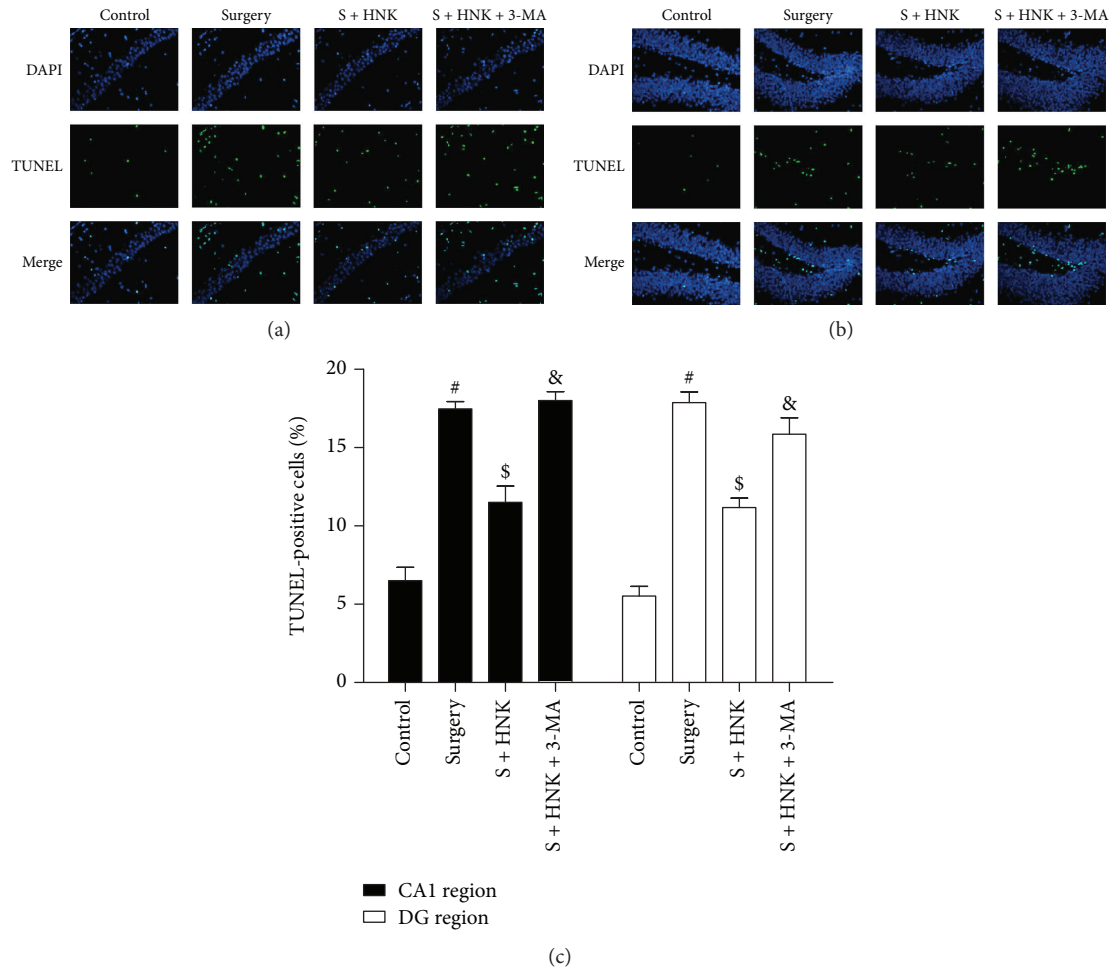 Control Surgery S + HNK S + HNK + 3-MA
DAPI
TUNEL
Merge
(a)
Control Surgery S + HNK S + HNK + 3-MA
DAPI
TUNEL
Merge
(b)
TUNEL-positive cells (%)
20
15
10
5
0
# $ & # $ &
Control
Surgery
S + HNK
S + HNK + 3-MA
Control
Surgery
S + HNK
S + HNK + 3-MA
CA1 region
DG region
(c)